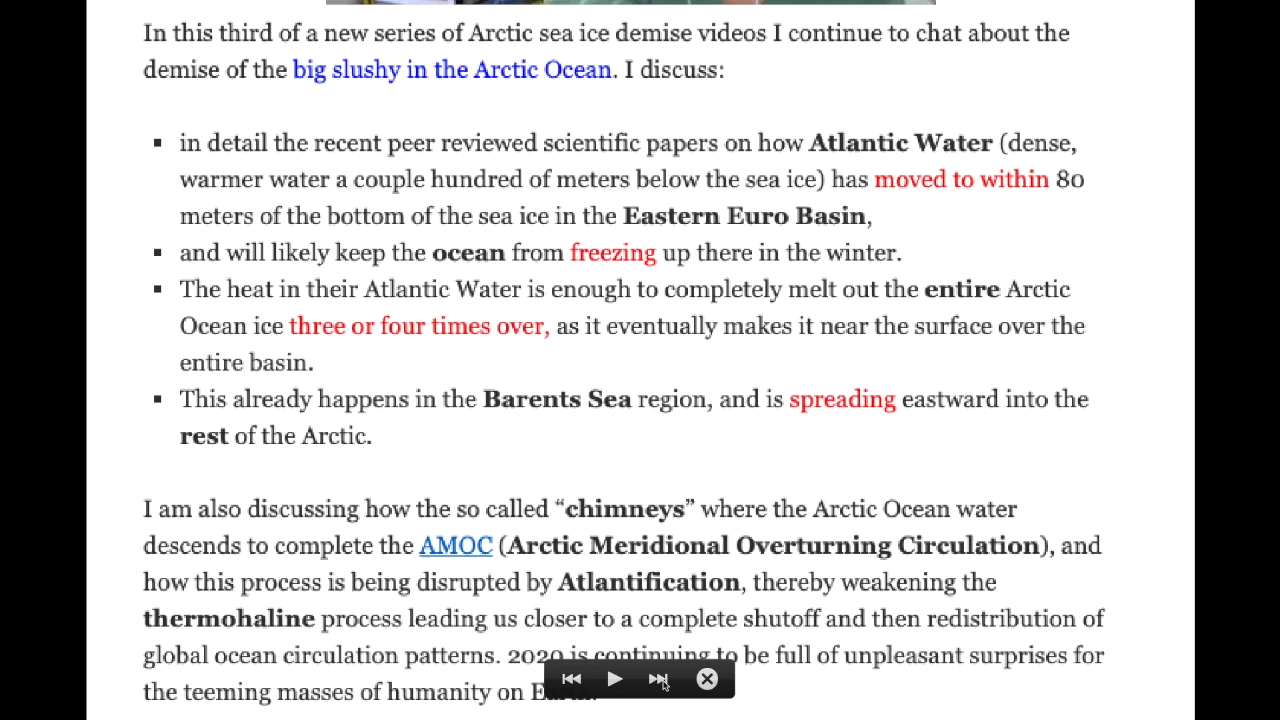 In this third of a new series of Arctic sea ice demise videos I continue to chat about the
demise of the big slushy in the Arctic Ocean. I discuss:
▪ in detail the recent peer reviewed scientific papers on how Atlantic Water (dense,
warmer water a couple hundred of meters below the sea ice) has moved to within 80
meters of the bottom of the sea ice in the Eastern Euro Basin,
▪ and will likely keep the ocean from freezing up there in the winter.
▪ The heat in their Atlantic Water is enough to completely melt out the entire Arctic
Ocean ice three or four times over, as it eventually makes it near the surface over the
entire basin.
▪ This already happens in the Barents Sea region, and is spreading eastward into the
rest of the Arctic.
I am also discussing how the so called “chimneys” where the Arctic Ocean water
descends to complete the AMOC (Arctic Meridional Overturning Circulation), and
how this process is being disrupted by Atlantification, thereby weakening the
thermohaline process leading us closer to a complete shutoff and then redistribution of
global ocean circulation patterns. 2020 is continuing to be full of unpleasant surprises for
the teeming masses of humanity on